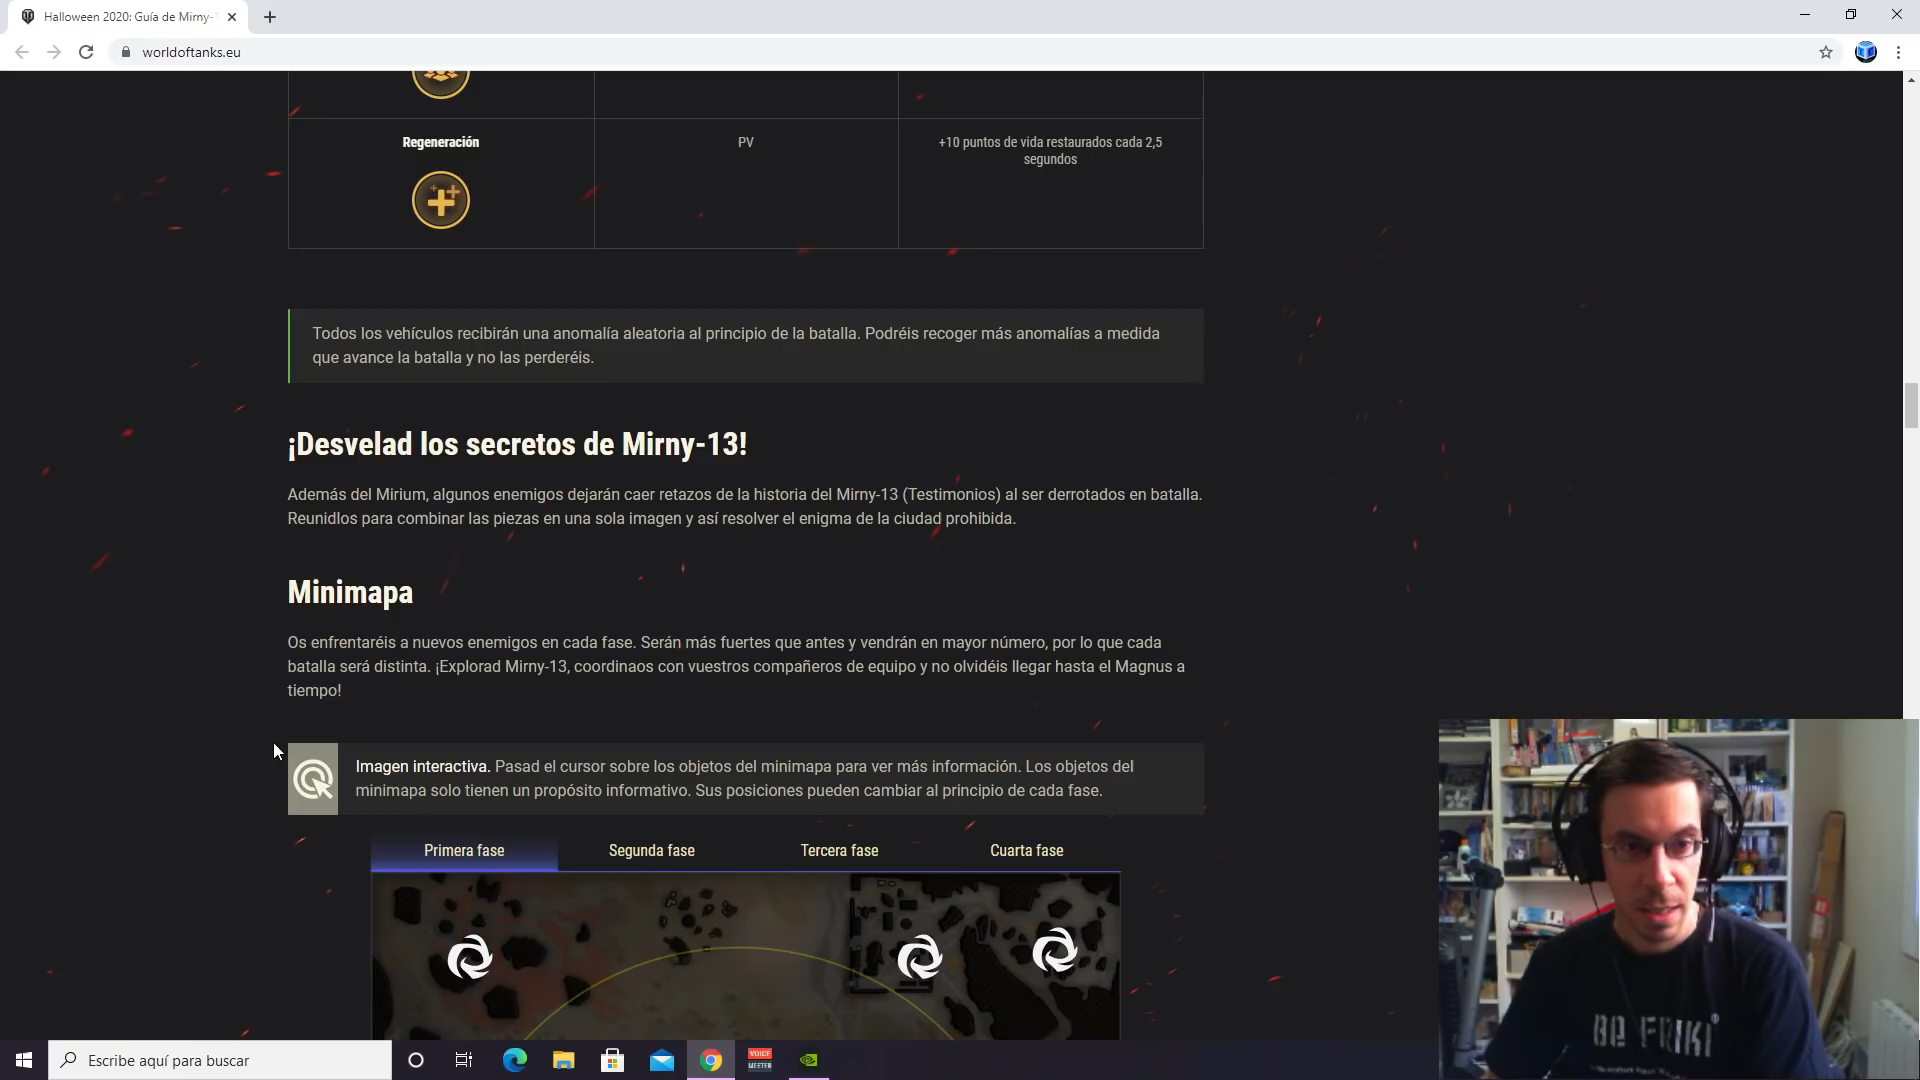 Halloween 2020: Guía de Mirny-
worldoftanks.eu
Regeneración
PV
+10 puntos de vida restaurados cada 2,5
segundos
Todos los vehículos recibirán una anomalía aleatoria al principio de la batalla. Podréis recoger más anomalías a medida
que avance la batalla y no las perderéis.
¡Desvelad los secretos de Mirny-13!
Además del Mirium, algunos enemigos dejarán caer retazos de la historia del Mirny-13 (Testimonios) al ser derrotados en batalla.
Reunidlos para combinar las piezas en una sola imagen y así resolver el enigma de la ciudad prohibida.
Minimapa
Os enfrentaréis a nuevos enemigos en cada fase. Serán más fuertes que antes y vendrán en mayor número, por lo que cada
batalla será distinta. ¡Explorad Mirny-13, coordinaos con vuestros compañeros de equipo y no olvidéis llegar hasta el Magnus a
tiempo!
Imagen interactiva. Pasad el cursor sobre los objetos del minimapa para ver más información. Los objetos del
minimapa solo tienen un propósito informativo. Sus posiciones pueden cambiar al principio de cada fase.
Primera fase
Segunda fase
Tercera fase
Cuarta fase
BE FRIKI
Escribe aquí para buscar
VOICE
MEETER